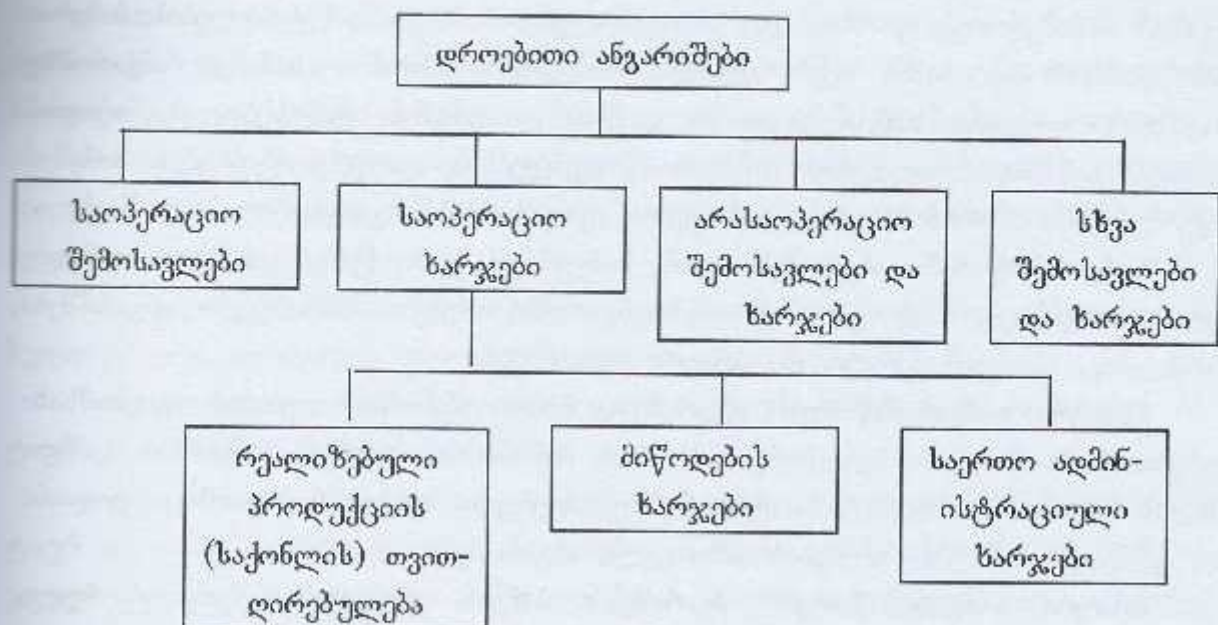 დროებითი ანგარიშები
საოპერაციო
შემოსავლები
საოპერაციო
ხარჯები
არასაოპერაციო
შემოსავლები და
ხარჯები
სხვა
შემოსავლები
და ხარჯები
რეალიზებული
პროდუქციის
(საქონლის) თვით-
ღირებულება
მიწოდების
ხარჯები
საერთო ადმინ-
ისტრაციული
ხარჯები